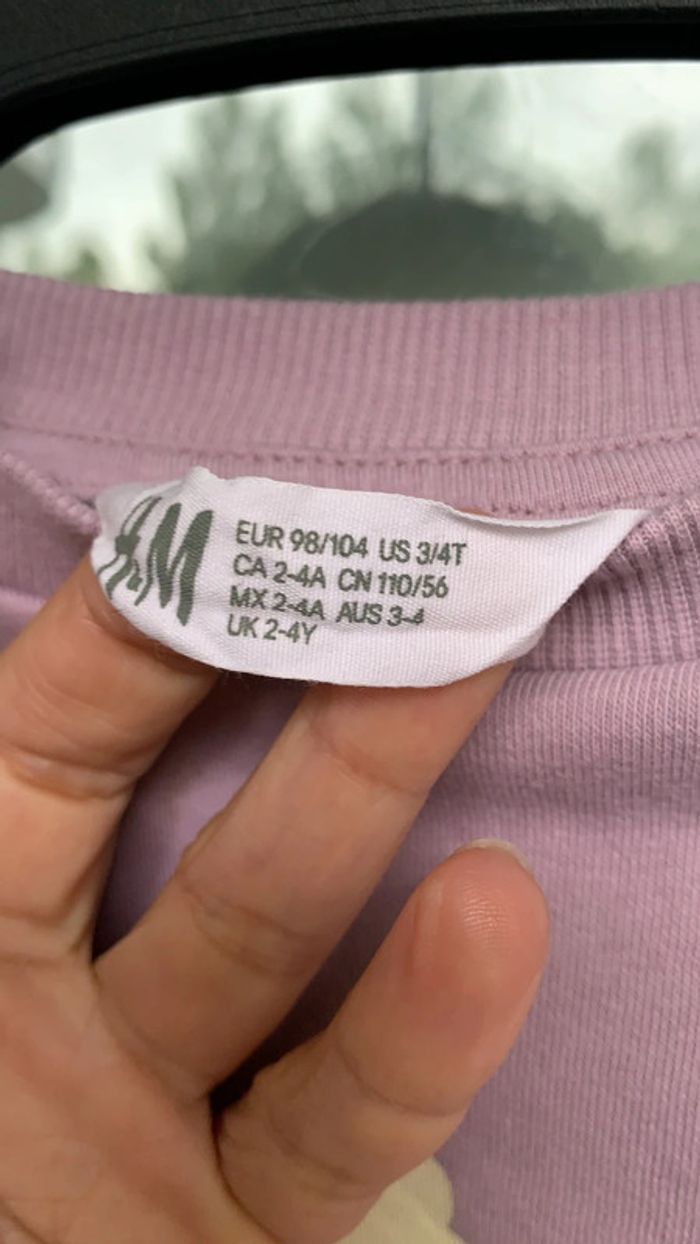 H&M
EUR 98/104 US 3/4T
CA 2-4A CN 110/56
MX 2-4A AUS 3-4
UK 2-4Y